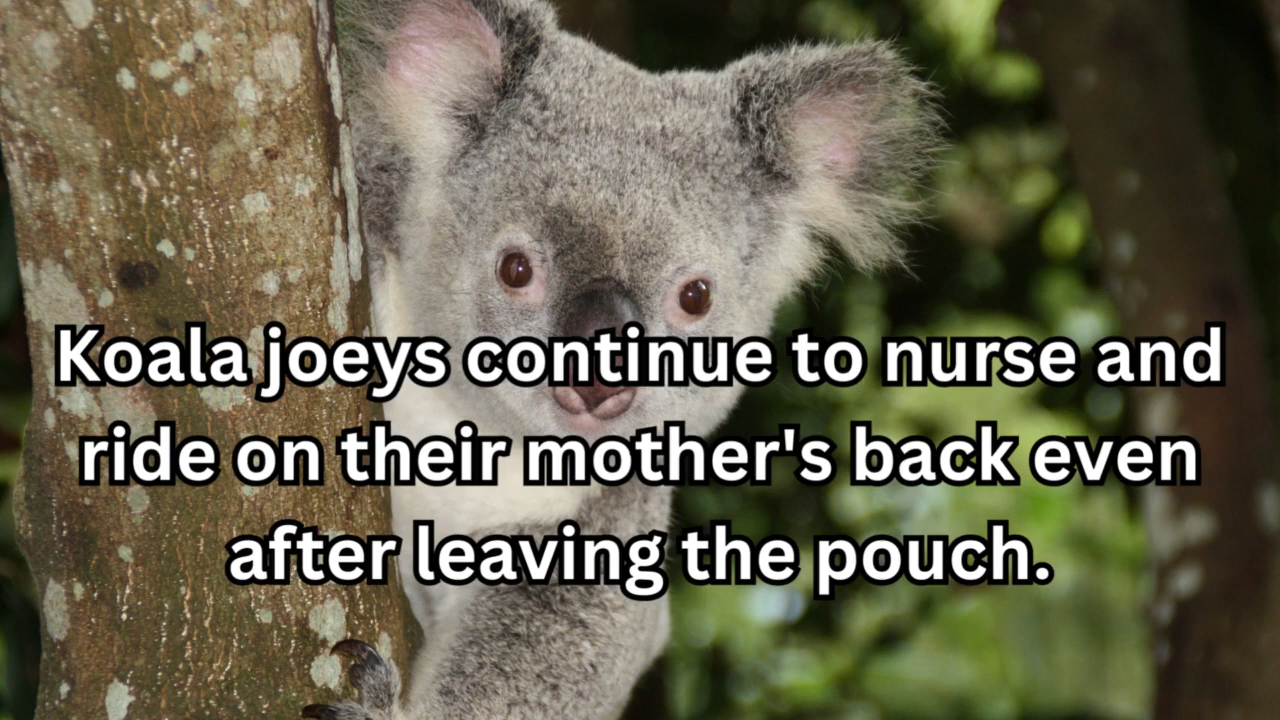 Koala joeys continue to nurse and
ride on their mother's back even
after leaving the pouch.